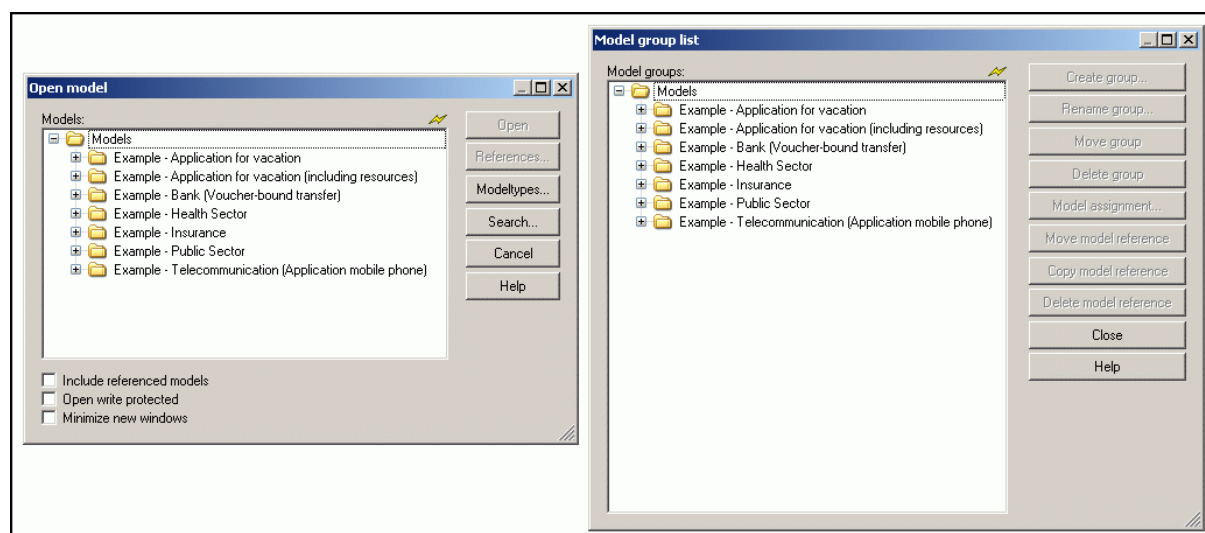 Open model
Models:
Models
Example - Application for vacation
Example - Application for vacation (including resources)
Example - Bank (Voucher-bound transfer)
Example - Health Sector
Example - Insurance
Example - Public Sector
Example - Telecommunication (Application mobile phone)
Open
References...
Modeltypes...
Search...
Cancel
Help
Include referenced models
Open write protected
Minimize new windows
Model group list
Model groups:
Models
Example - Application for vacation
Example - Application for vacation (including resources)
Example - Bank (Voucher-bound transfer)
Example - Health Sector
Example - Insurance
Example - Public Sector
Example - Telecommunication (Application mobile phone)
Create group...
Rename group...
Move group
Delete group
Model assignment...
Move model reference
Copy model reference
Delete model reference
Close
Help